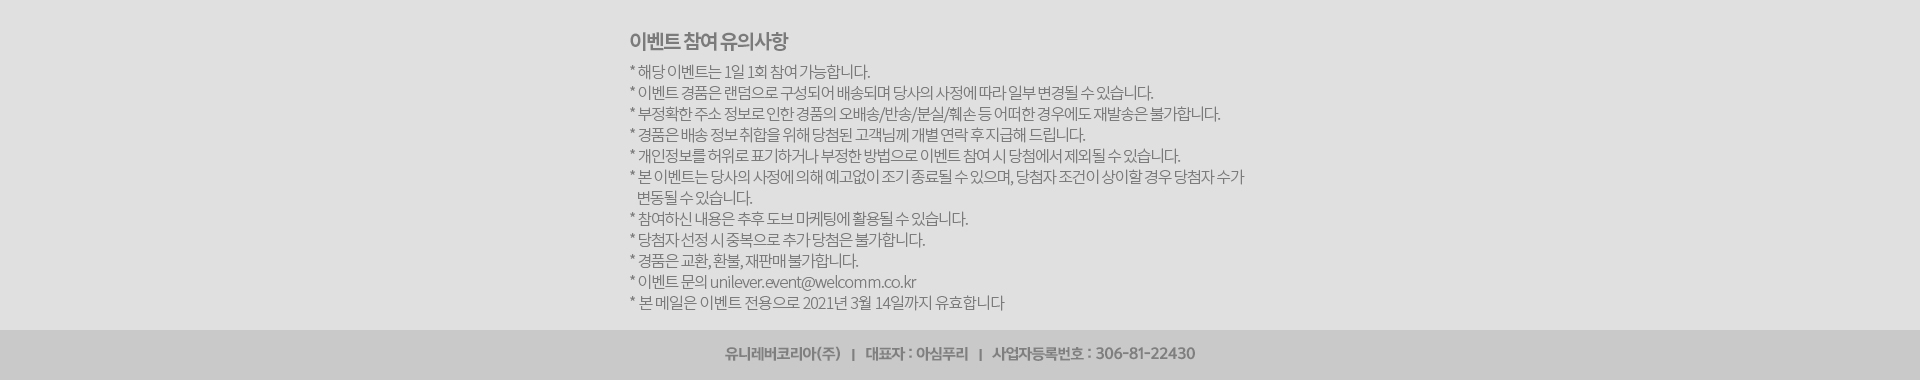 이벤트 참여 유의사항
* 해당 이벤트는 1일 1회 참여 가능합니다.
* 이벤트 경품은 랜덤으로 구성되어 배송되며 당사의 사정에 따라 일부 변경될 수 있습니다.
* 부정확한 주소 정보로 인한 경품의 오배송/반송/분실/훼손 등 어떠한 경우에도 재발송은 불가합니다.
* 경품은 배송 정보 취합을 위해 당첨된 고객님께 개별 연락 후 지급해 드립니다.
* 개인정보를 허위로 표기하거나 부정한 방법으로 이벤트 참여 시 당첨에서 제외될 수 있습니다.
* 본 이벤트는 당사의 사정에 의해 예고없이 조기 종료될 수 있으며, 당첨자 조건이 상이할 경우 당첨자 수가
변동될 수 있습니다.
* 참여하신 내용은 추후 도브 마케팅에 활용될 수 있습니다.
* 당첨자 선정 시 중복으로 추가 당첨은 불가합니다.
* 경품은 교환, 환불, 재판매 불가합니다.
* 이벤트 문의 unilever.event@welcomm.co.kr
* 본 메일은 이벤트 전용으로 2021년 3월 14일까지 유효합니다
유니레버코리아(주) | 대표자 : 아심푸리 | 사업자등록번호 : 306-81-22430